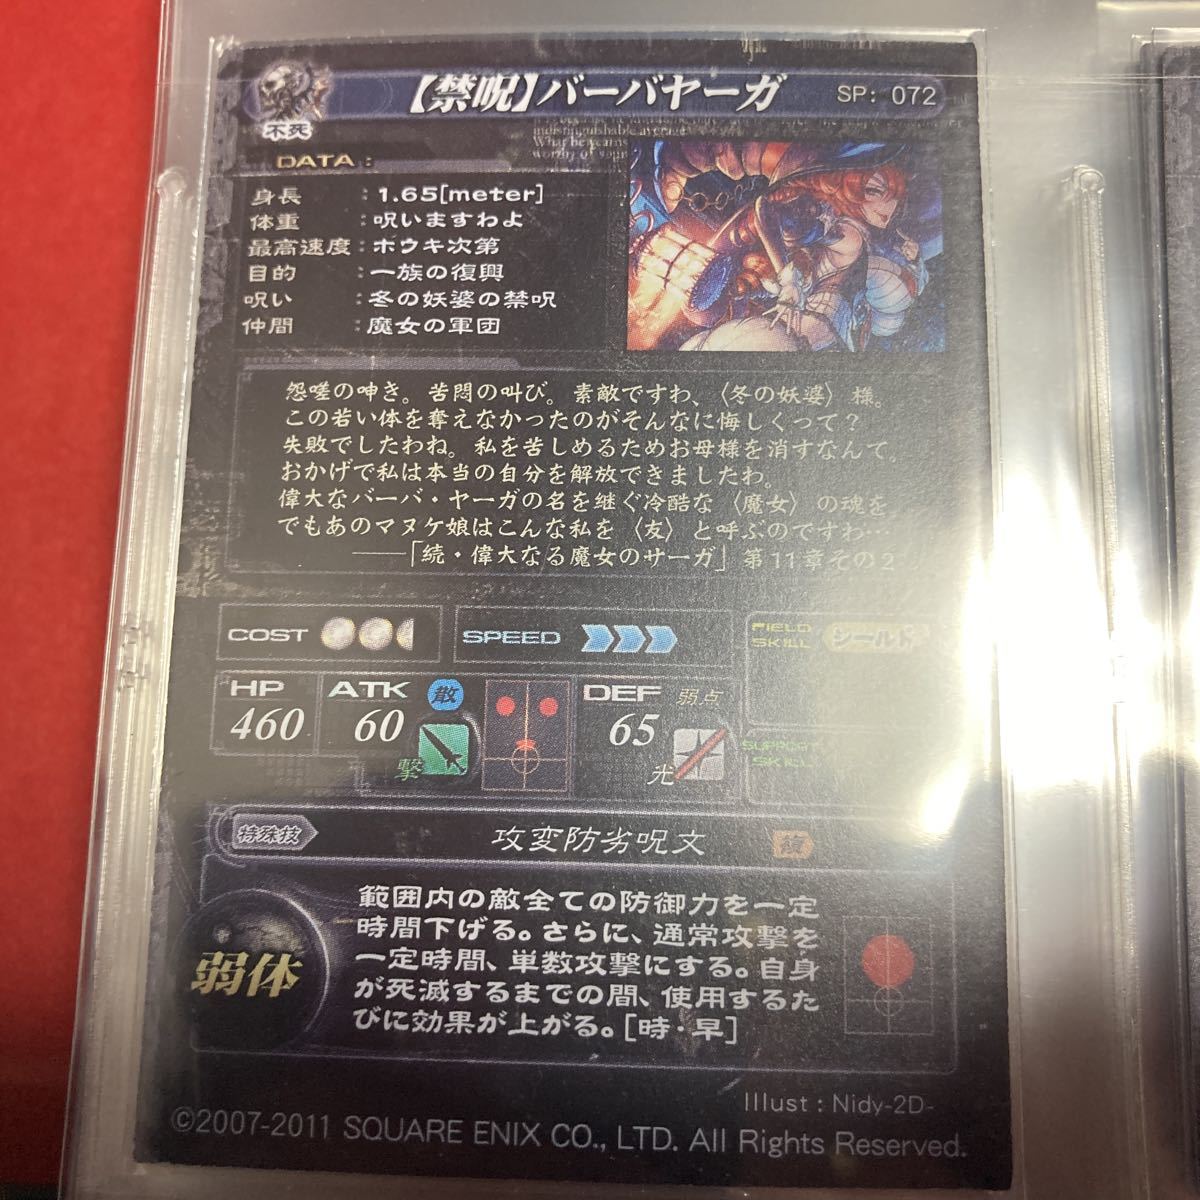 【禁呪】バーバヤーガ SP: 072
不死
indistinguishable average
What he earns
DATA :
身長 : 1.65[meter]
体重 : 呪いますわよ
最高速度 : ホウキ次第
目的 : 一族の復興
呪い : 冬の妖婆の禁呪
仲間 : 魔女の軍団
怨嗟の呻き。苦悶の叫び。素敵ですわ、〈冬の妖婆〉様。
この若い体を奪えなかったのがそんなに悔しくって？
失敗でしたわね。私を苦しめるためお母様を消すなんて。
おかげで私は本当の自分を解放できましたわ。
偉大なバーバ・ヤーガの名を継ぐ冷酷な〈魔女〉の魂を
でもあのマヌケ娘はこんな私を〈友〉と呼ぶのですわ…
――「続・偉大なる魔女のサーガ」第11章その2
COST
SPEED
FIELD SKILL シールド
HP 460
ATK 60 散 撃
DEF 65 弱点 光
SUPPORT SKILL
特殊技 攻変防劣呪文 複
弱体
範囲内の敵全ての防御力を一定
時間下げる。さらに、通常攻撃を
一定時間、単数攻撃にする。自身
が死滅するまでの間、使用するた
びに効果が上がる。[時・早]
Illust : Nidy-2D-
©2007-2011 SQUARE ENIX CO., LTD. All Rights Reserved.